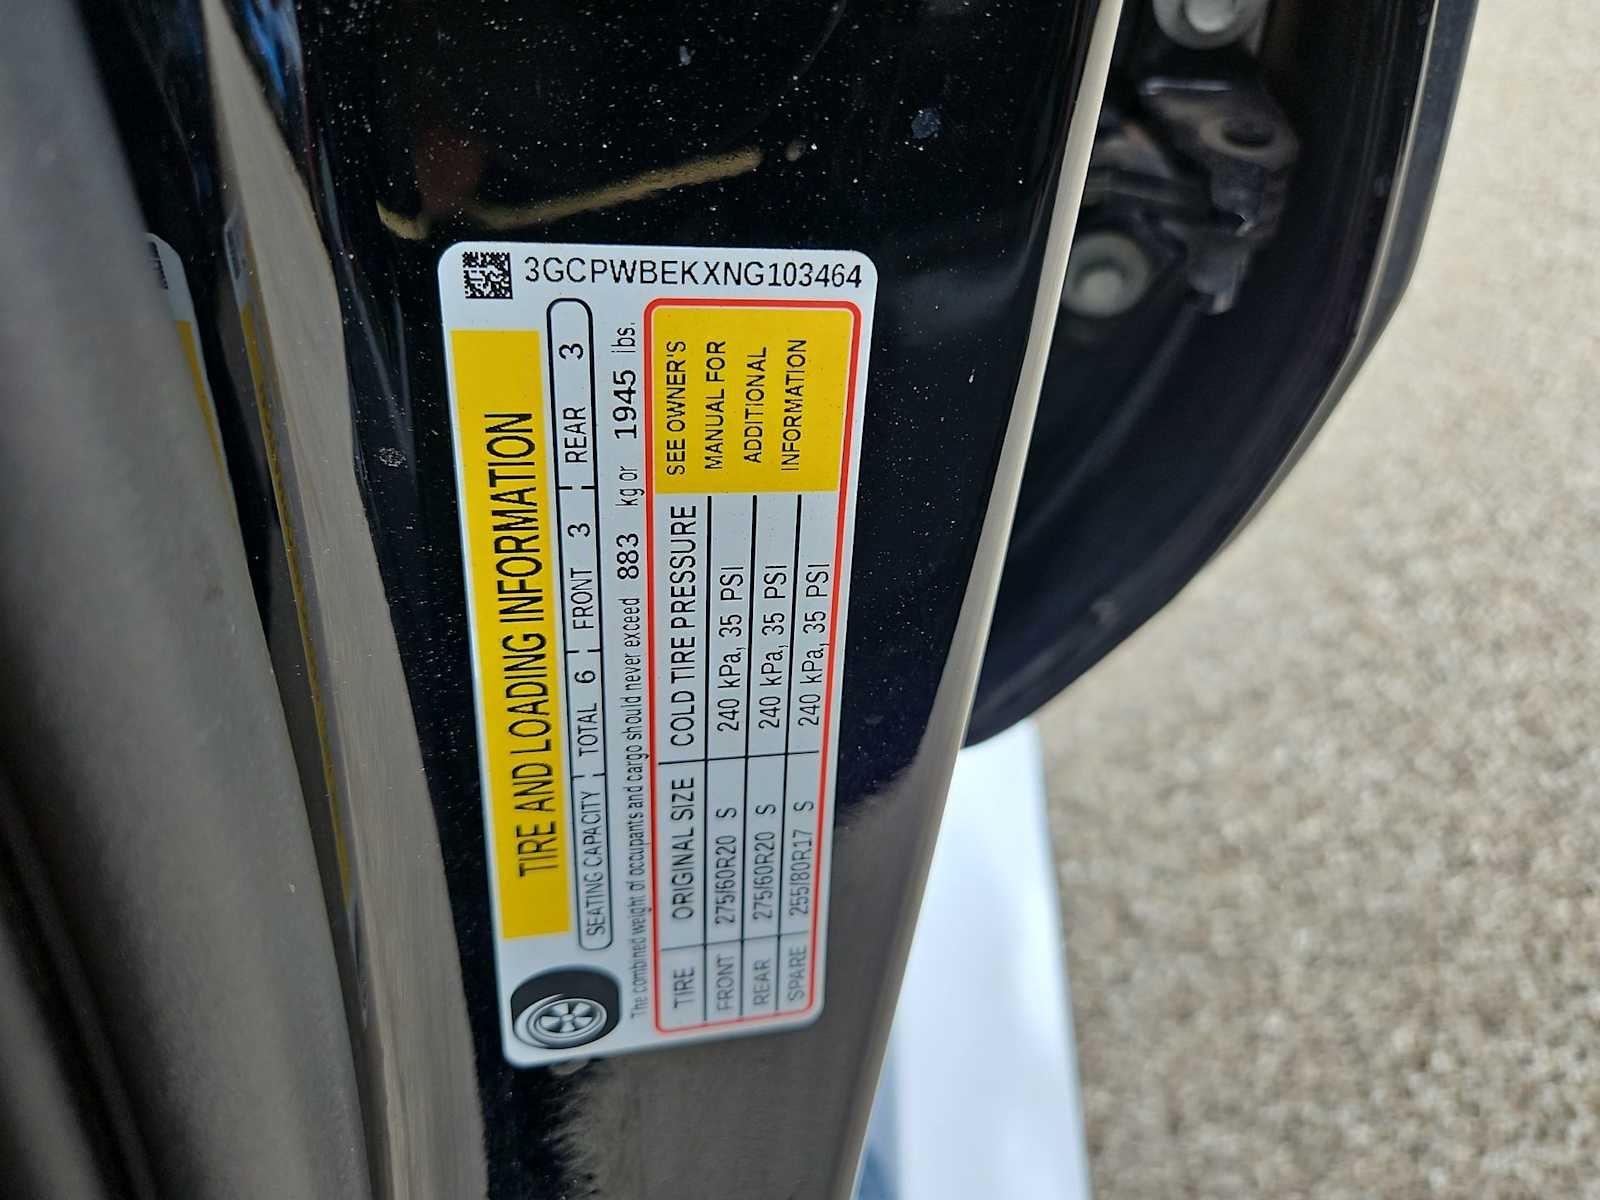 3GCPWBEKXNG103464
TIRE AND LOADING INFORMATION
SEATING CAPACITY TOTAL 6 FRONT 3 REAR 3
The combined weight of occupants and cargo should never exceed 883 kg or 1945 lbs.
TIRE ORIGINAL SIZE COLD TIRE PRESSURE
FRONT 275/60R20 S 240 kPa, 35 PSI
REAR 275/60R20 S 240 kPa, 35 PSI
SPARE 255/80R17 S 240 kPa, 35 PSI
SEE OWNER'S
MANUAL FOR
ADDITIONAL
INFORMATION